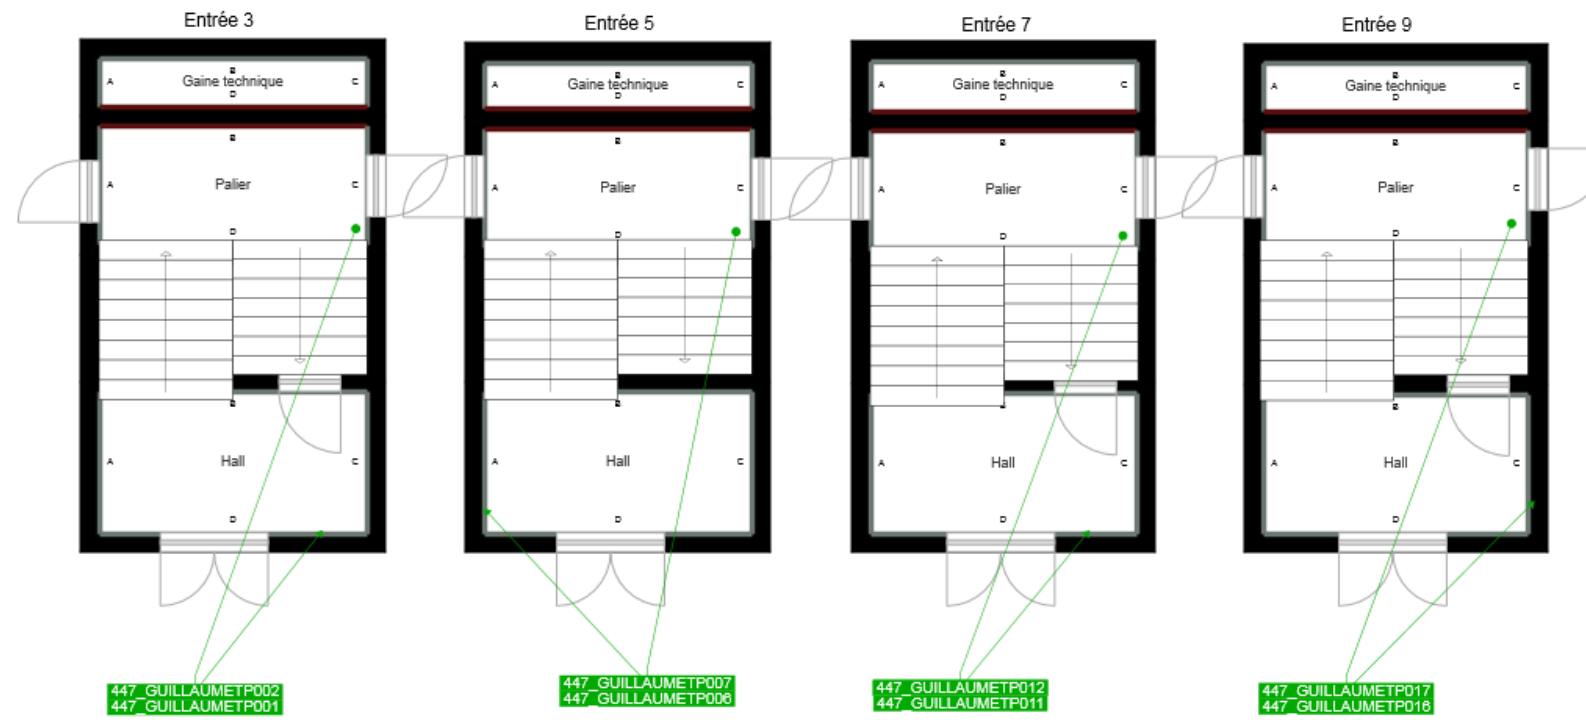 Entrée 3
Entrée 5
Entrée 7
Entrée 9
B
A Gaine technique C
D
B
A Gaine technique C
D
B
A Gaine technique C
D
B
A Gaine technique C
D
B
A Palier C
D
B
A Palier C
D
B
A Palier C
D
B
A Palier C
D
B
A Hall C
D
B
A Hall C
D
B
A Hall C
D
B
A Hall C
D
447_GUILLAUMETP002
447_GUILLAUMETP001
447_GUILLAUMETP007
447_GUILLAUMETP006
447_GUILLAUMETP012
447_GUILLAUMETP011
447_GUILLAUMETP017
447_GUILLAUMETP016